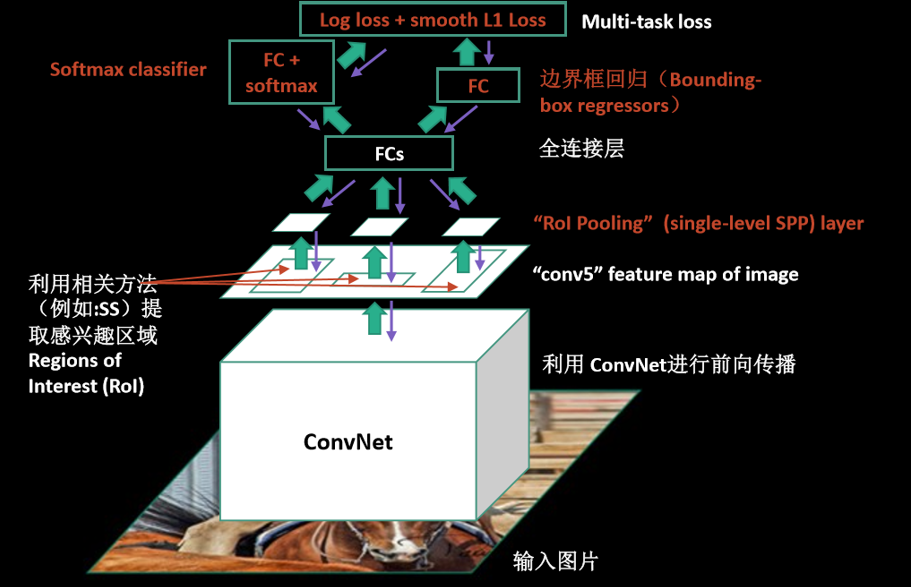 Log loss + smooth L1 Loss
Multi-task loss
Softmax classifier
FC +
softmax
FC
边界框回归（Bounding-
box regressors）
FCs
全连接层
“RoI Pooling” (single-level SPP) layer
“conv5” feature map of image
利用相关方法
（例如:SS）提
取感兴趣区域
Regions of
Interest (RoI)
利用 ConvNet进行前向传播
ConvNet
输入图片